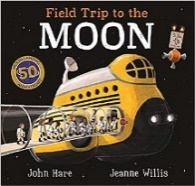 Field Trip to the
MOON
50
John Hare
Jeanne Willis